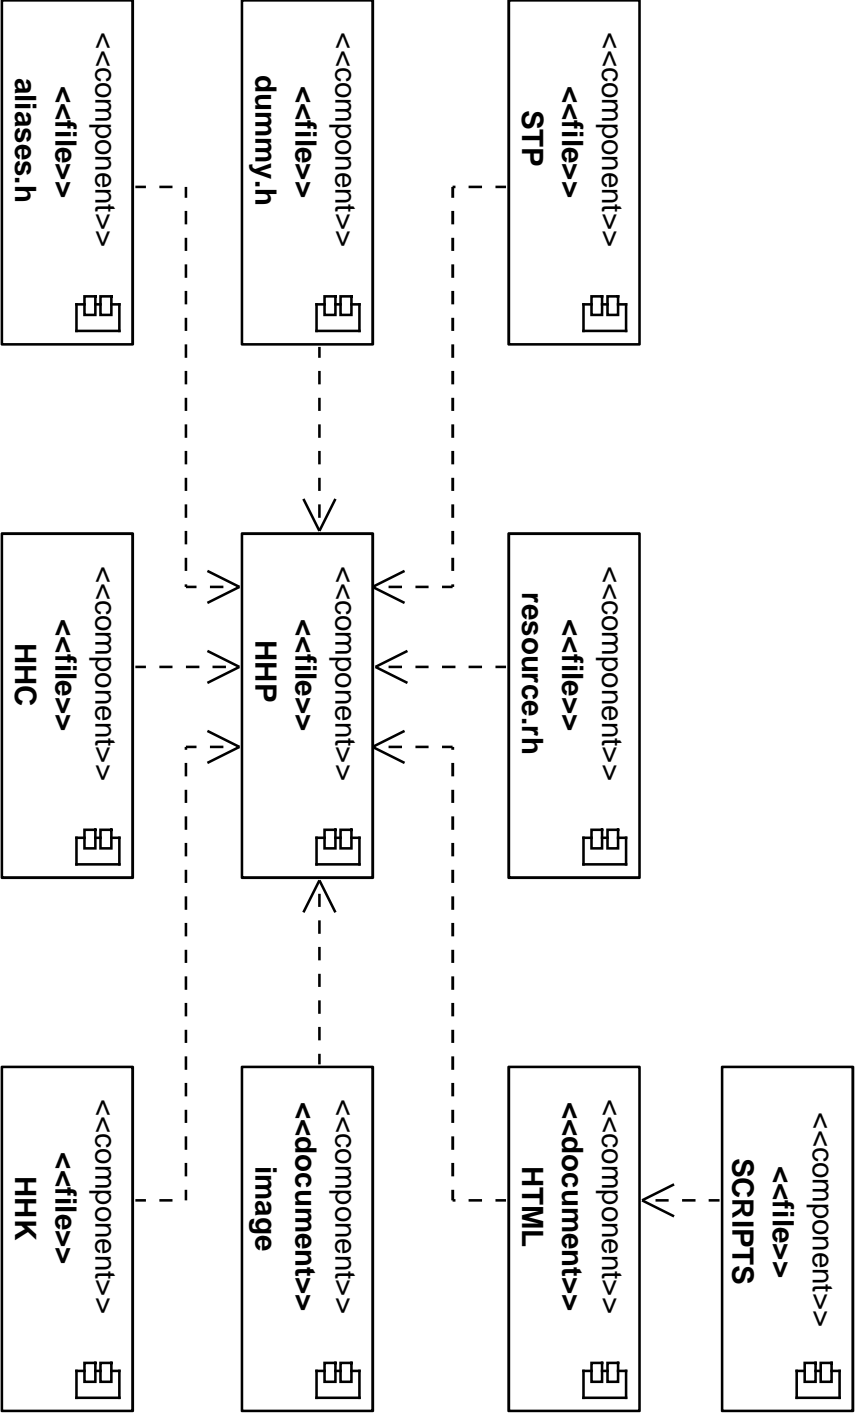 <<component>>
<<file>>
SCRIPTS
<<component>>
<<file>>
STP
<<component>>
<<file>>
resource.rh
<<component>>
<<document>>
HTML
<<component>>
<<file>>
dummy.h
<<component>>
<<file>>
HHP
<<component>>
<<document>>
image
<<component>>
<<file>>
aliases.h
<<component>>
<<file>>
HHC
<<component>>
<<file>>
HHK